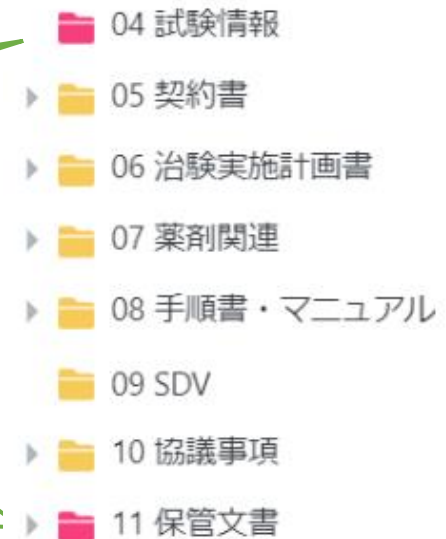 04 試験情報
05 契約書
06 治験実施計画書
07 薬剤関連
08 手順書・マニュアル
09 SDV
10 協議事項
11 保管文書